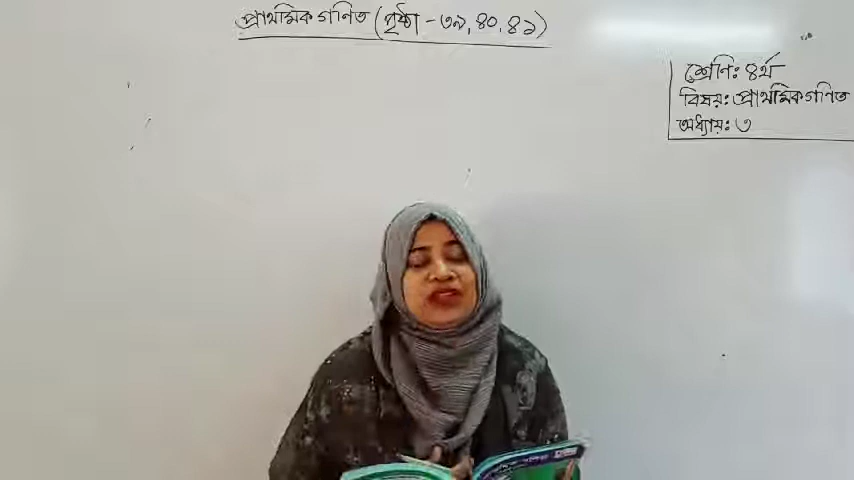 প্রাথমিক গণিত (পৃষ্ঠা - ৩৯, ৪০, ৪১)
শ্রেণি: ৪র্থ
বিষয়: প্রাথমিক গণিত
অধ্যায়: ৩